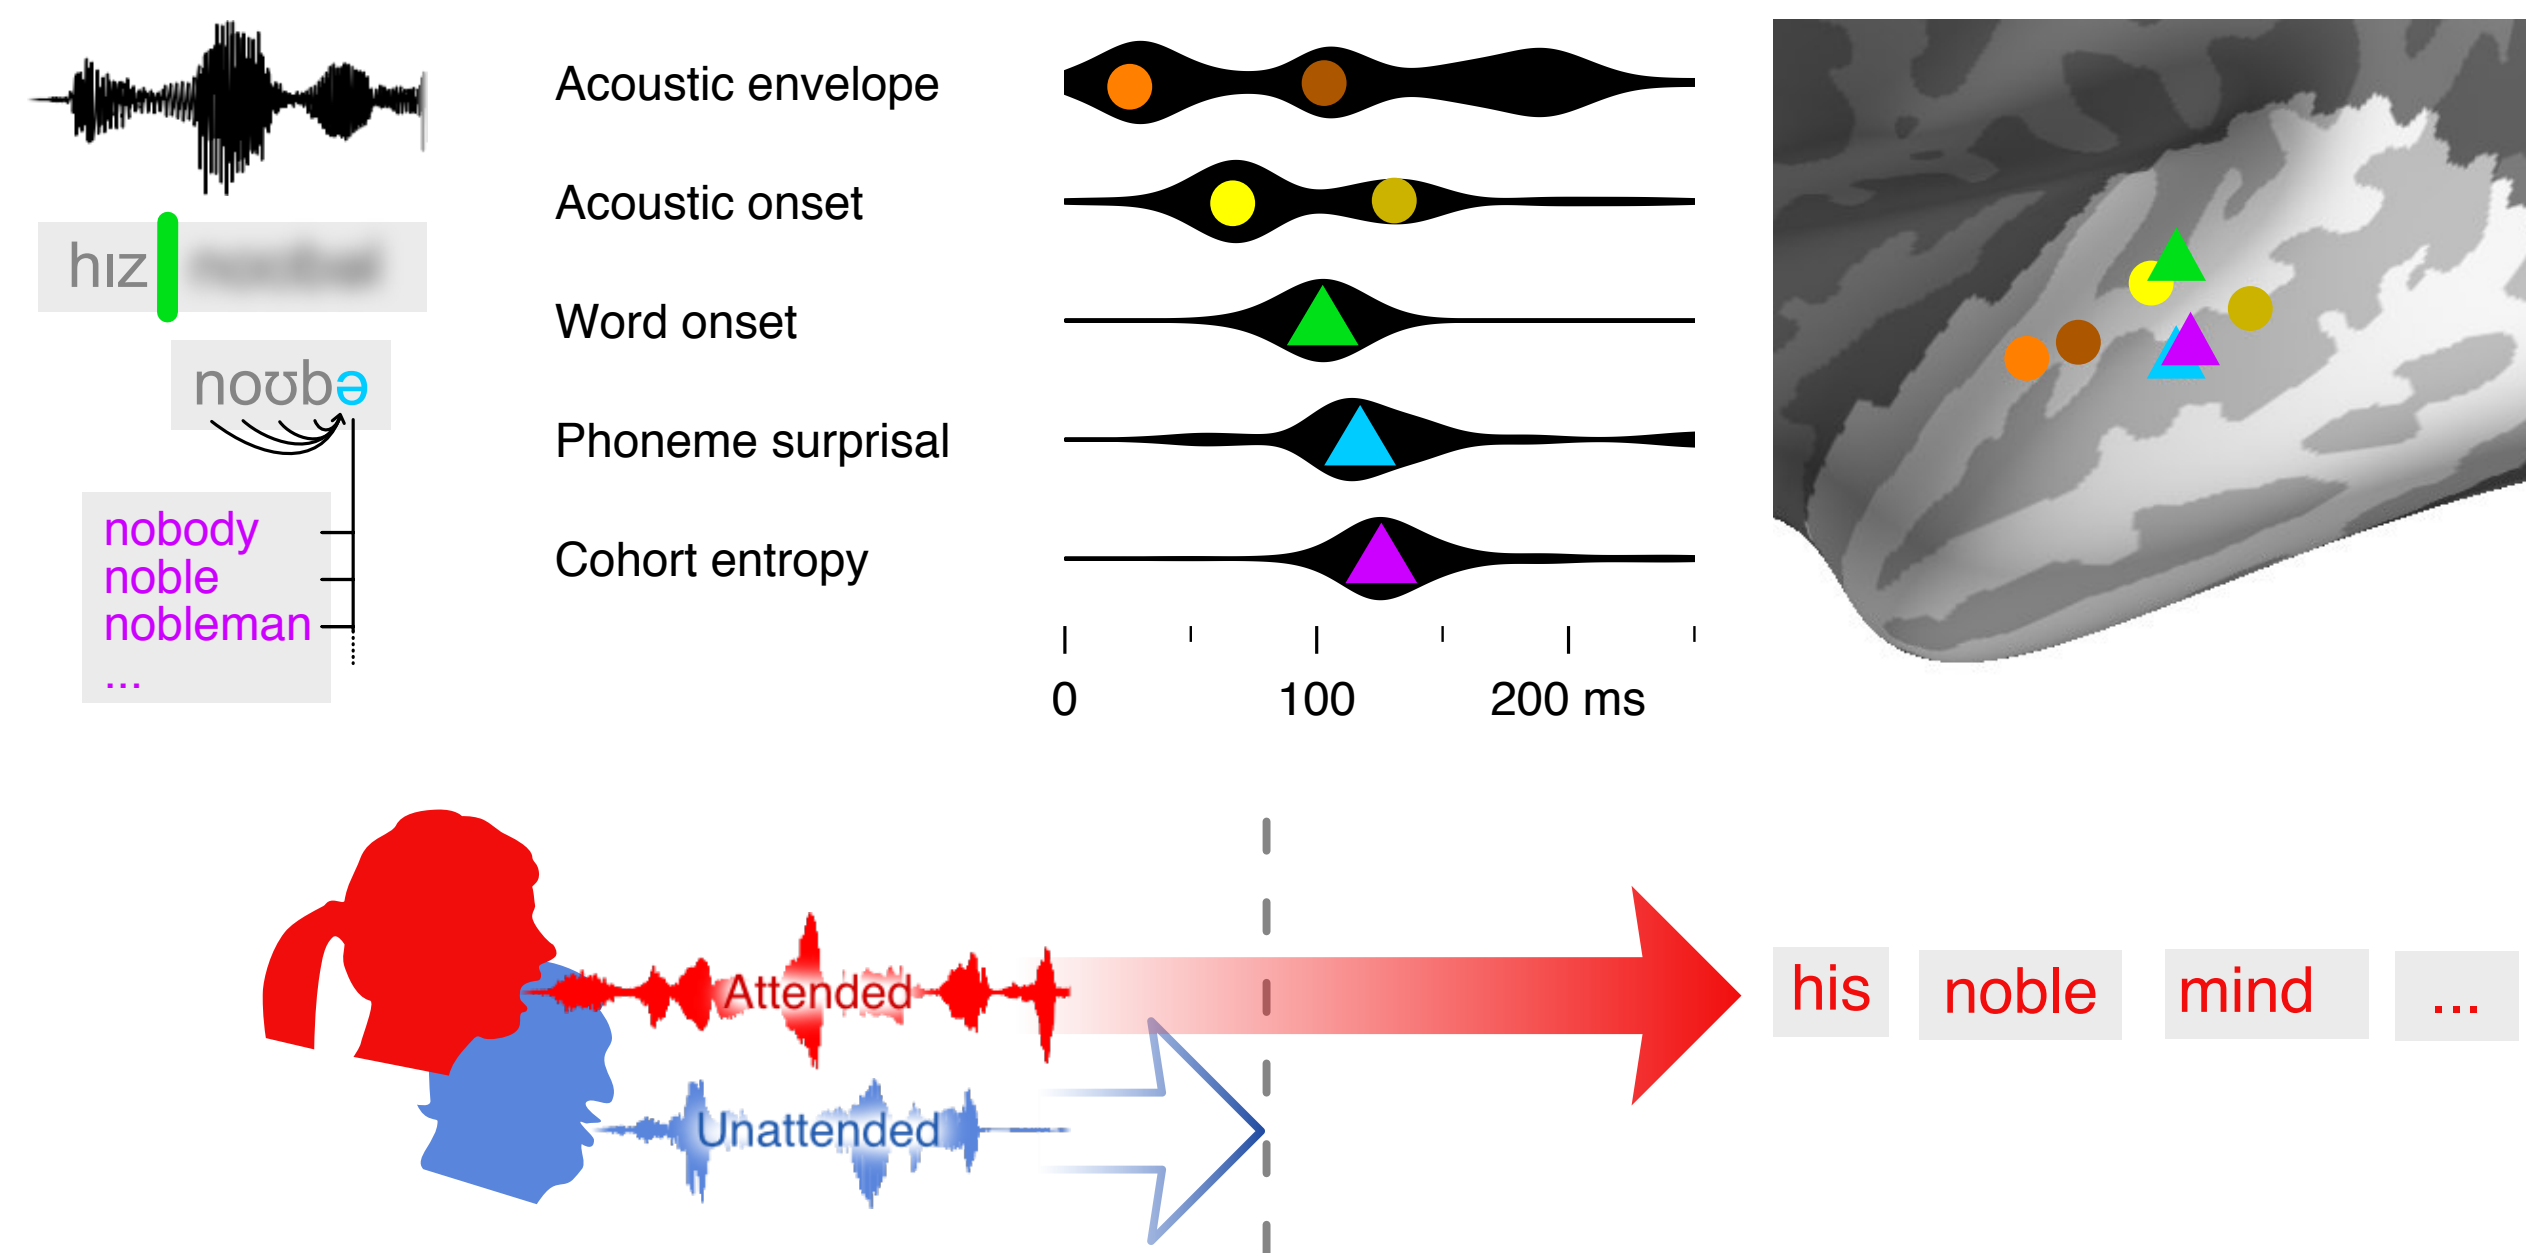 Acoustic envelope
Acoustic onset
hız
Word onset
noʊbə
Phoneme surprisal
nobody
noble
nobleman
...
Cohort entropy
0 100 200 ms
Attended
his noble mind ...
Unattended